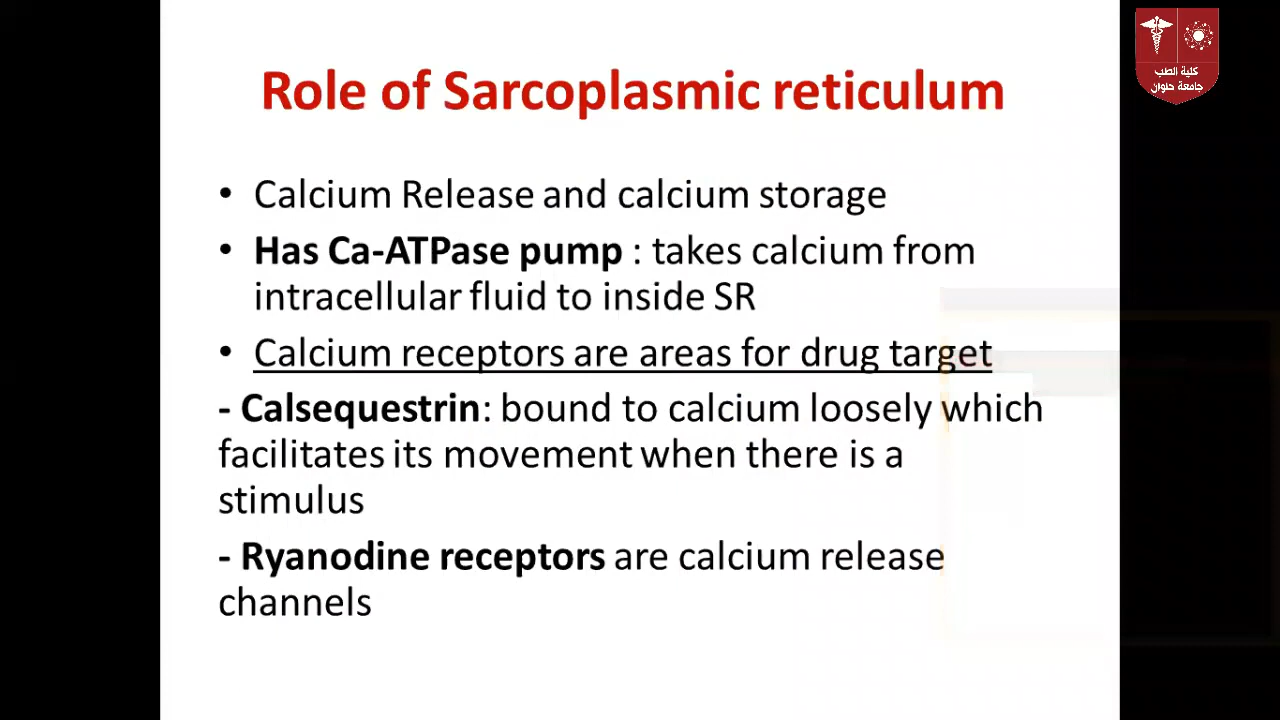 Role of Sarcoplasmic reticulum
• Calcium Release and calcium storage
• Has Ca-ATPase pump : takes calcium from
intracellular fluid to inside SR
• Calcium receptors are areas for drug target
- Calsequestrin: bound to calcium loosely which
facilitates its movement when there is a
stimulus
- Ryanodine receptors are calcium release
channels
كلية الطب
جامعة حلوان